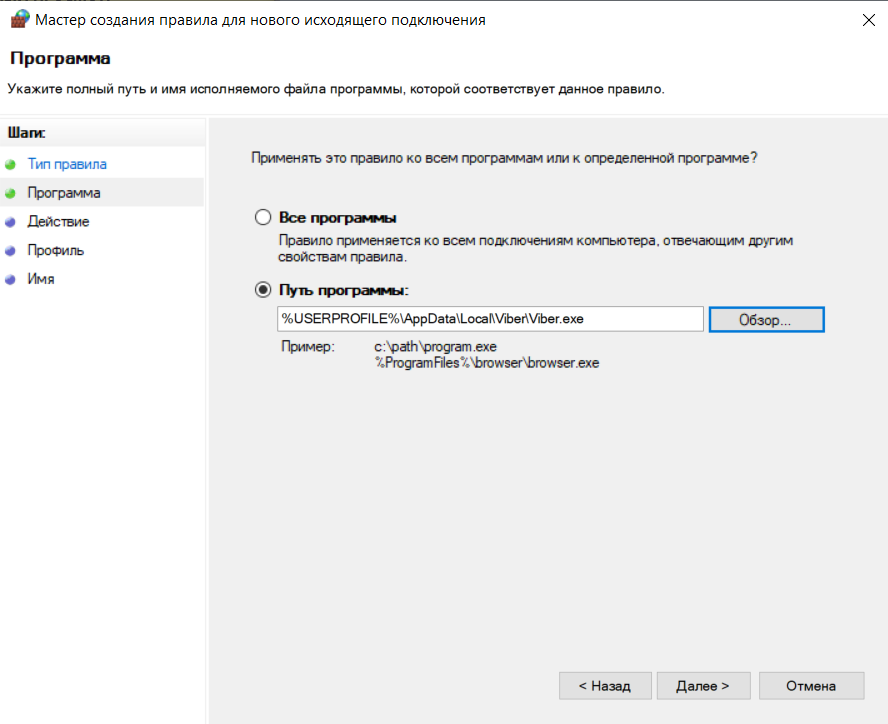 Мастер создания правила для нового исходящего подключения
Программа
Укажите полный путь и имя исполняемого файла программы, которой соответствует данное правило.
Шаги:
Тип правила
Программа
Действие
Профиль
Имя
Применять это правило ко всем программам или к определенной программе?
Все программы
Правило применяется ко всем подключениям компьютера, отвечающим другим
свойствам правила.
Путь программы:
%USERPROFILE%\AppData\Local\Viber\Viber.exe
Обзор...
Пример:
c:\path\program.exe
%ProgramFiles%\browser\browser.exe
< Назад
Далее >
Отмена